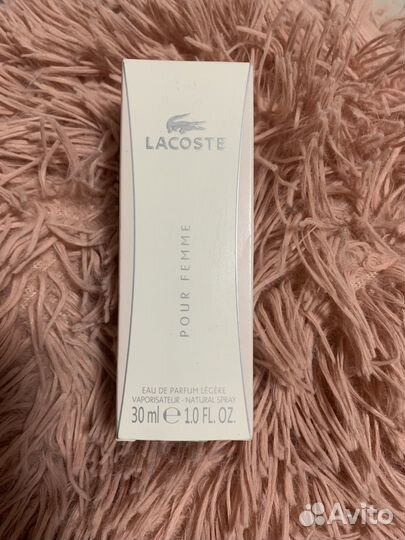 LACOSTE
POUR FEMME
EAU DE PARFUM LÉGÈRE
VAPORISATEUR - NATURAL SPRAY
30 ml ℮ 1.0 FL. OZ.
Avito